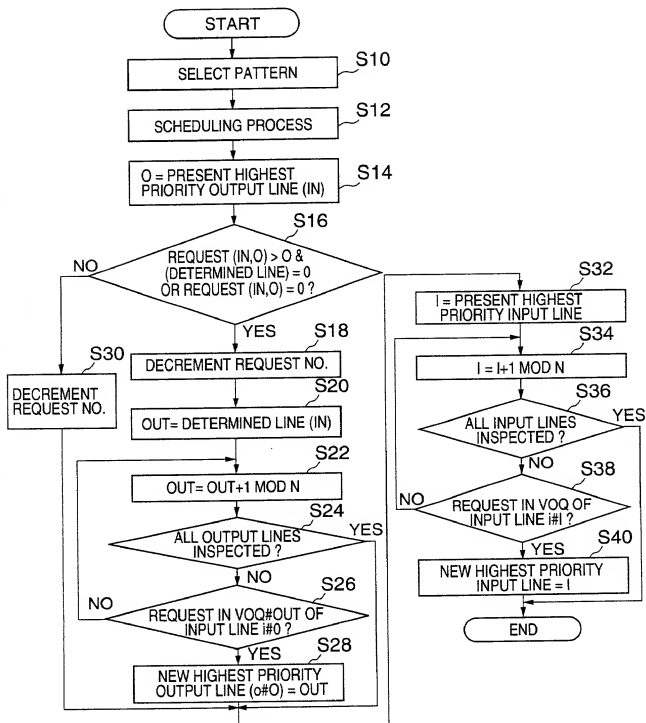 START
S10
SELECT PATTERN
S12
SCHEDULING PROCESS
S14
O = PRESENT HIGHEST
PRIORITY OUTPUT LINE (IN)
S16
REQUEST (IN,O) > O &
(DETERMINED LINE) = 0
OR REQUEST (IN,O) = 0 ?
NO
YES
S18
DECREMENT REQUEST NO.
S30
DECREMENT
REQUEST NO.
S20
OUT= DETERMINED LINE (IN)
S22
OUT= OUT+1 MOD N
S24
ALL OUTPUT LINES
INSPECTED ?
YES
NO
S26
REQUEST IN VOQ#OUT OF
INPUT LINE i#0 ?
NO
YES
S28
NEW HIGHEST PRIORITY
OUTPUT LINE (o#O) = OUT
S32
I = PRESENT HIGHEST
PRIORITY INPUT LINE
S34
I = I+1 MOD N
S36
ALL INPUT LINES
INSPECTED ?
YES
NO
S38
REQUEST IN VOQ OF
INPUT LINE i#I ?
NO
YES
S40
NEW HIGHEST PRIORITY
INPUT LINE = I
END